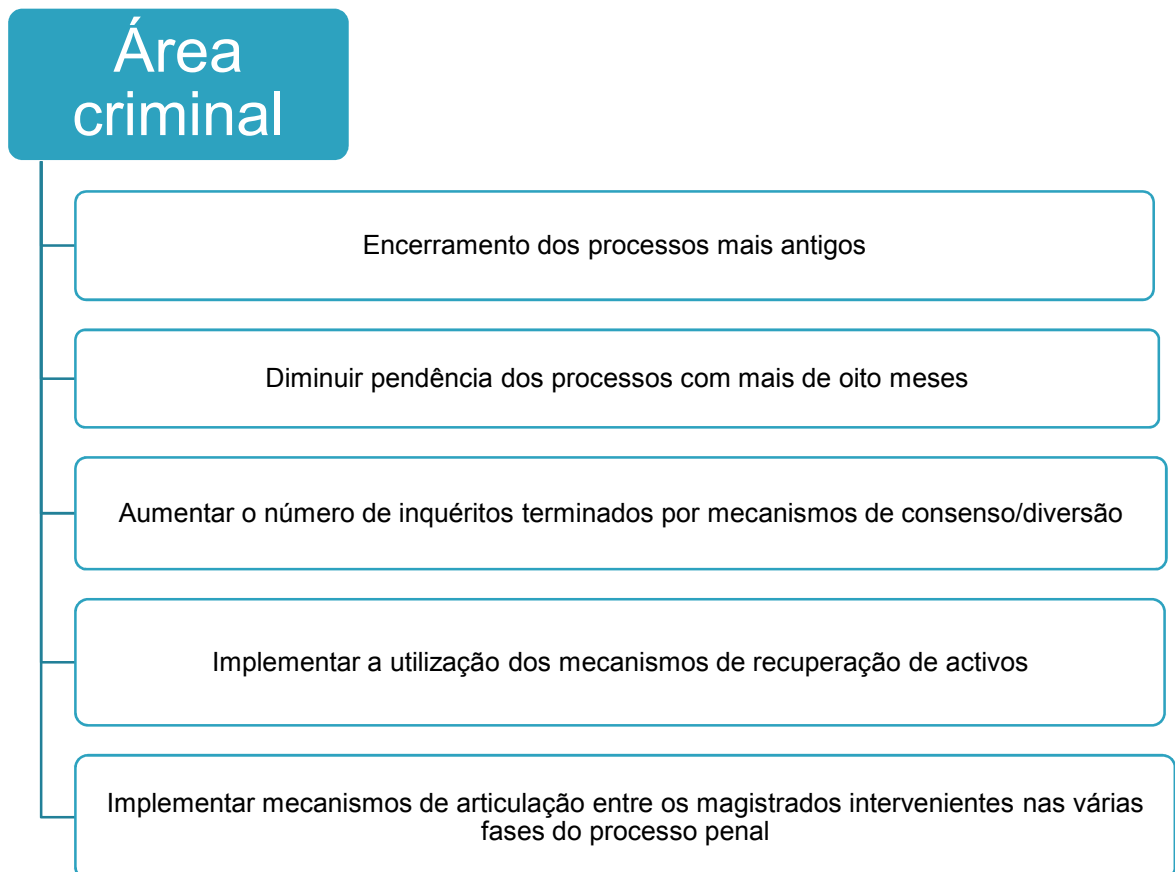 Área
criminal
Encerramento dos processos mais antigos
Diminuir pendência dos processos com mais de oito meses
Aumentar o número de inquéritos terminados por mecanismos de consenso/diversão
Implementar a utilização dos mecanismos de recuperação de activos
Implementar mecanismos de articulação entre os magistrados intervenientes nas várias
fases do processo penal